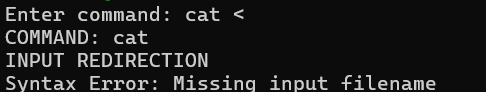 Enter command: cat <
COMMAND: cat
INPUT REDIRECTION
Syntax Error: Missing input filename